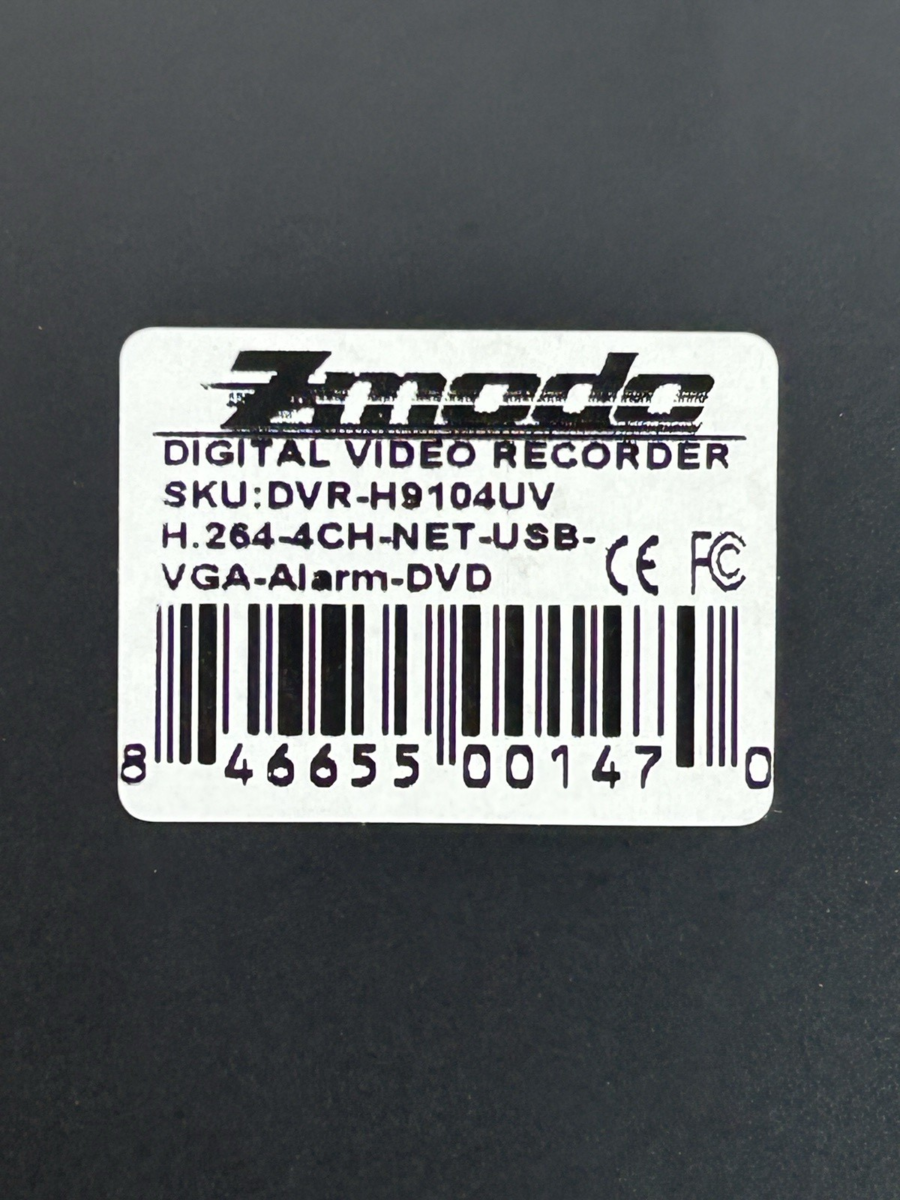 Zmodo
DIGITAL VIDEO RECORDER
SKU:DVR-H9104UV
H.264-4CH-NET-USB-
VGA-Alarm-DVD
CE FC
8 46655 00147 0